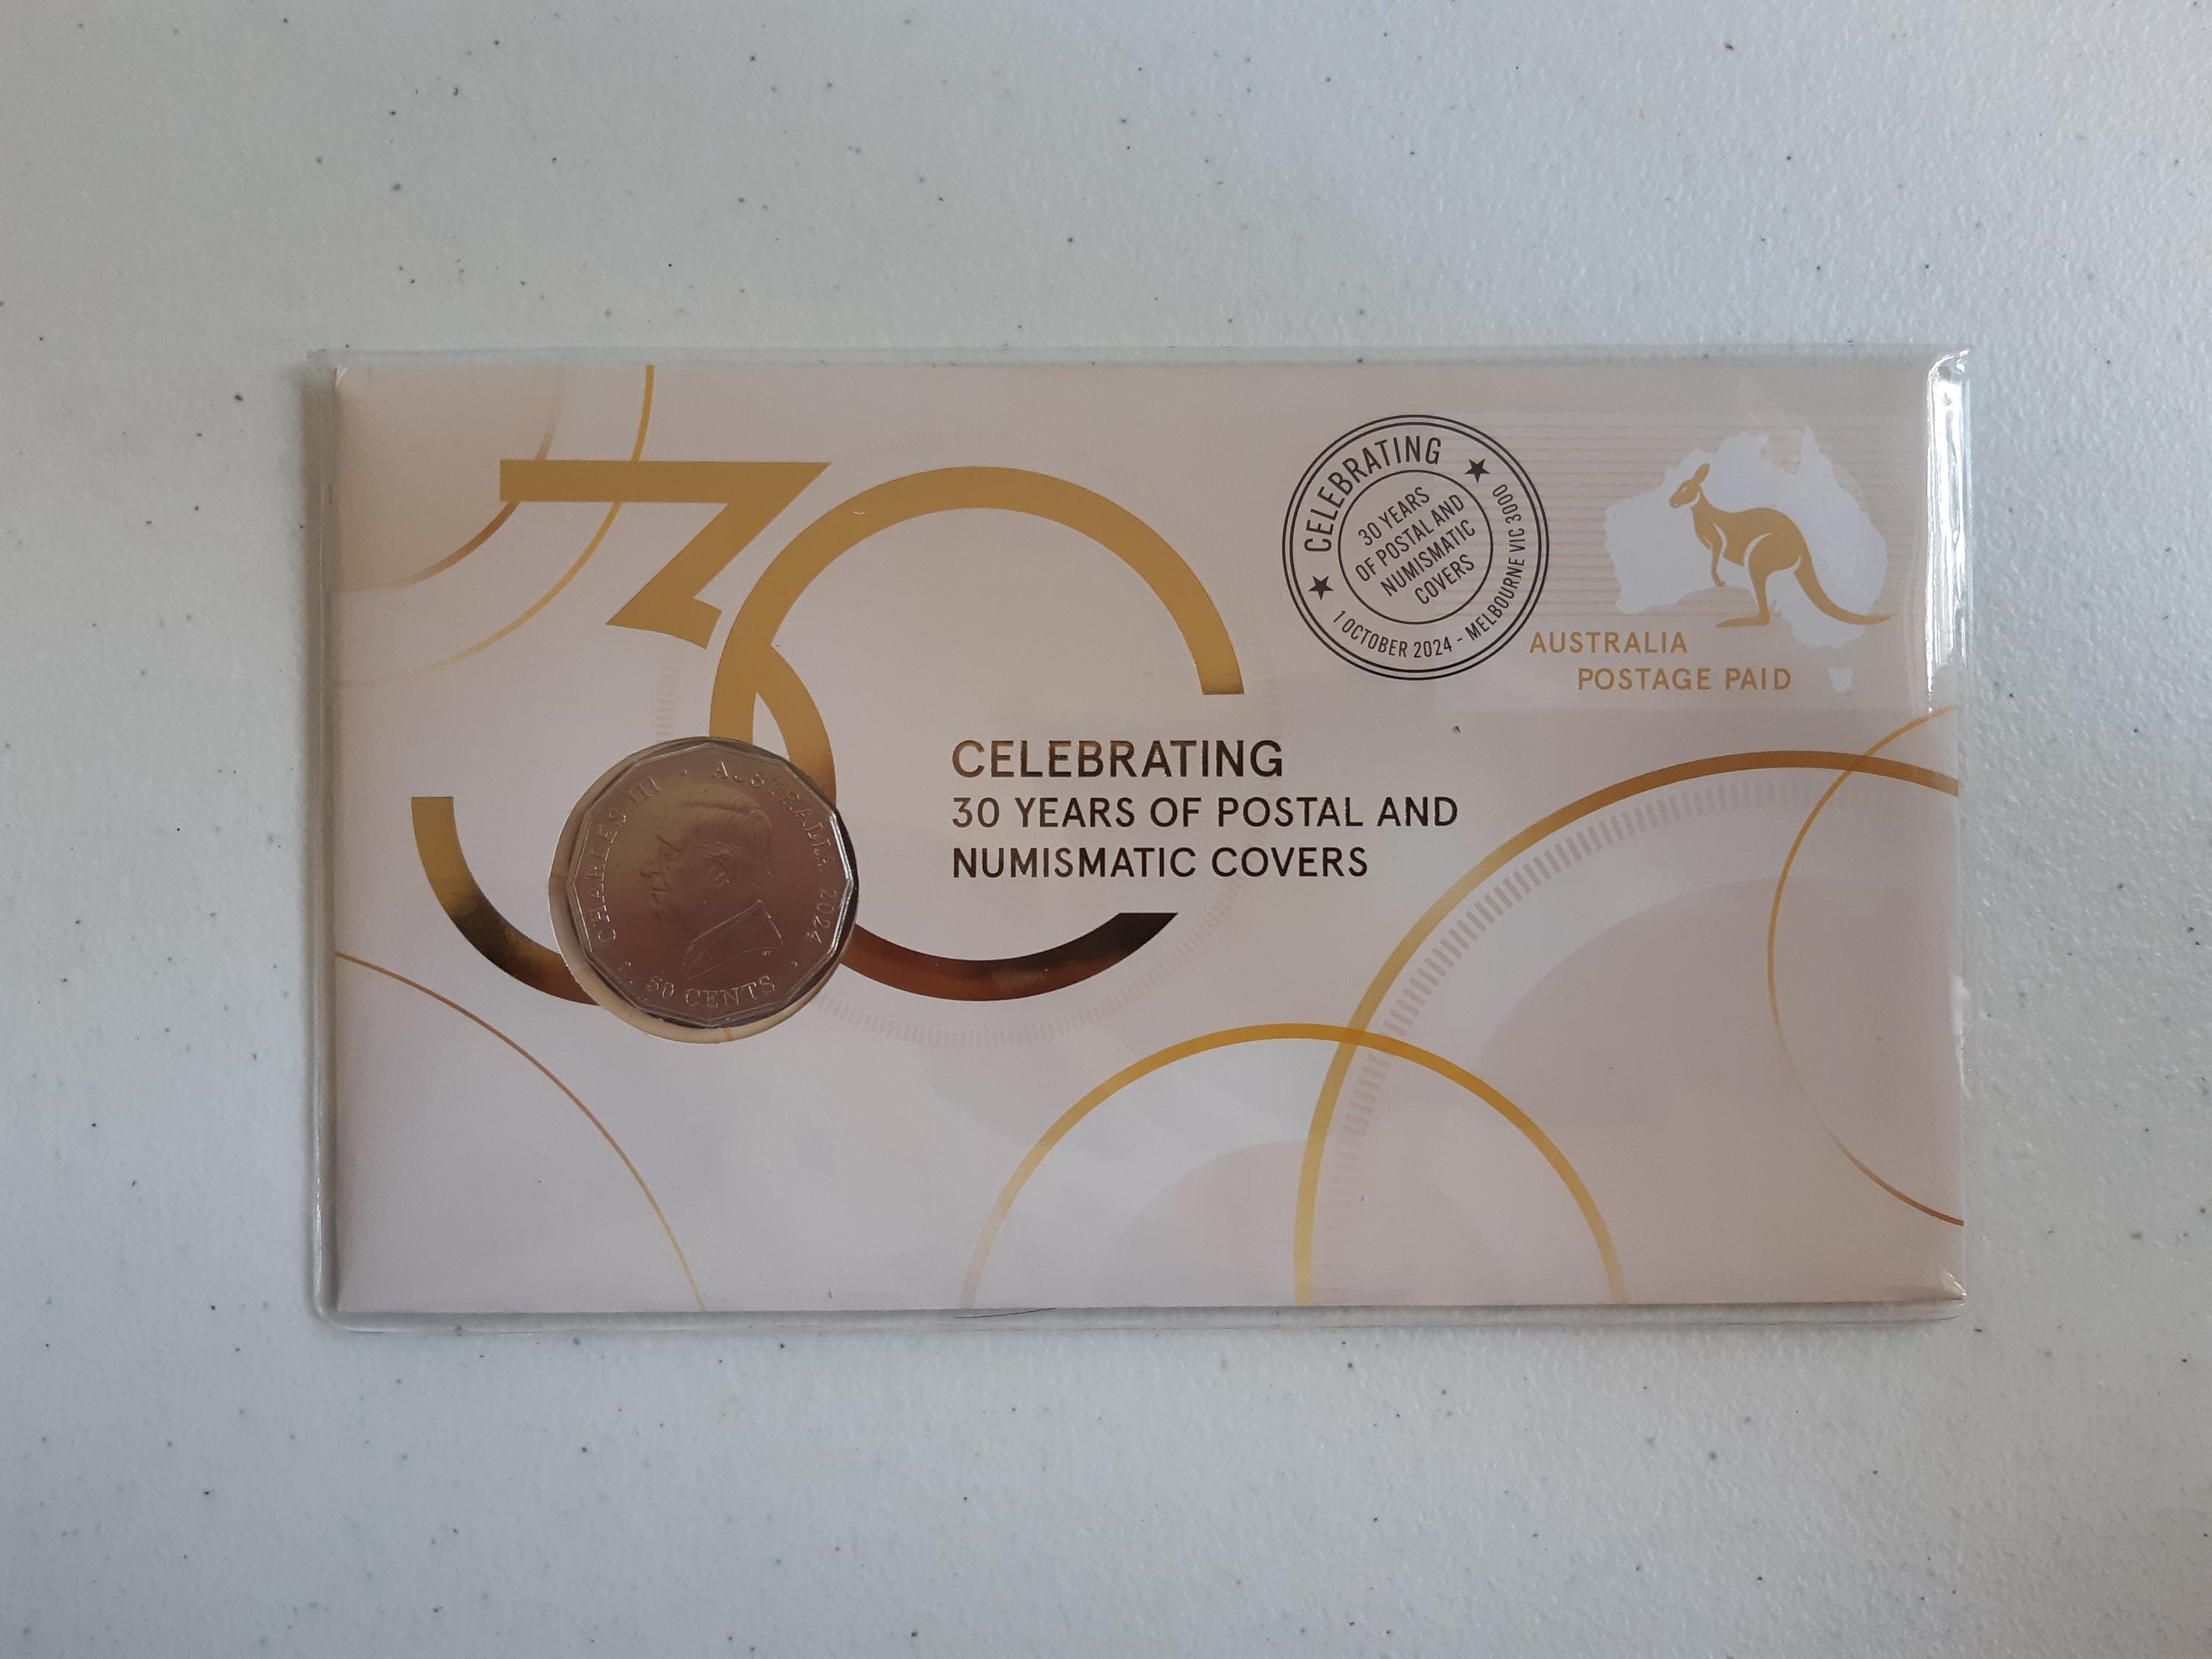 30
CELEBRATING
30 YEARS OF POSTAL AND
NUMISMATIC COVERS
CHARLES III · AUSTRALIA 2024
50 CENTS
CELEBRATING
30 YEARS
OF POSTAL AND
NUMISMATIC
COVERS
1 OCTOBER 2024 - MELBOURNE VIC 3000
AUSTRALIA
POSTAGE PAID